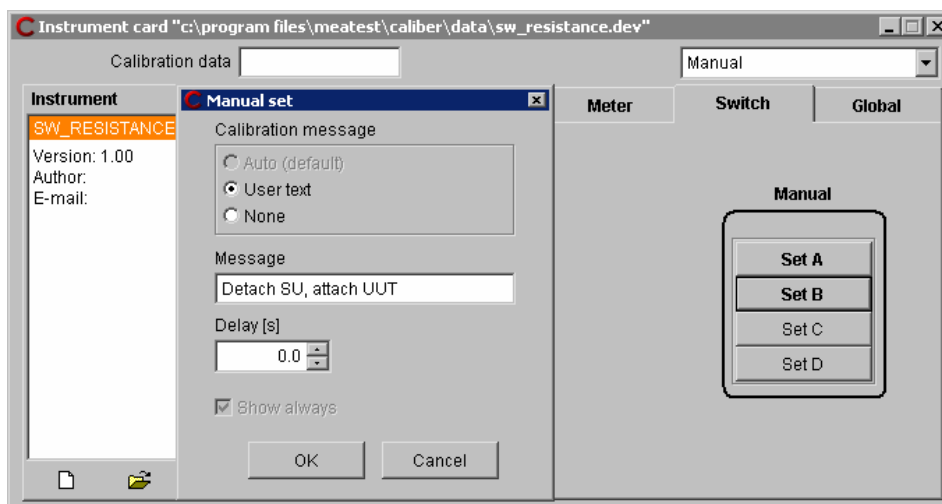 Instrument card "c:\program files\meatest\caliber\data\sw_resistance.dev"
Calibration data
Manual
Instrument
SW_RESISTANCE
Version: 1.00
Author:
E-mail:
Manual set
Calibration message
Auto (default)
User text
None
Message
Detach SU, attach UUT
Delay [s]
0.0
Show always
OK
Cancel
Meter
Switch
Global
Manual
Set A
Set B
Set C
Set D